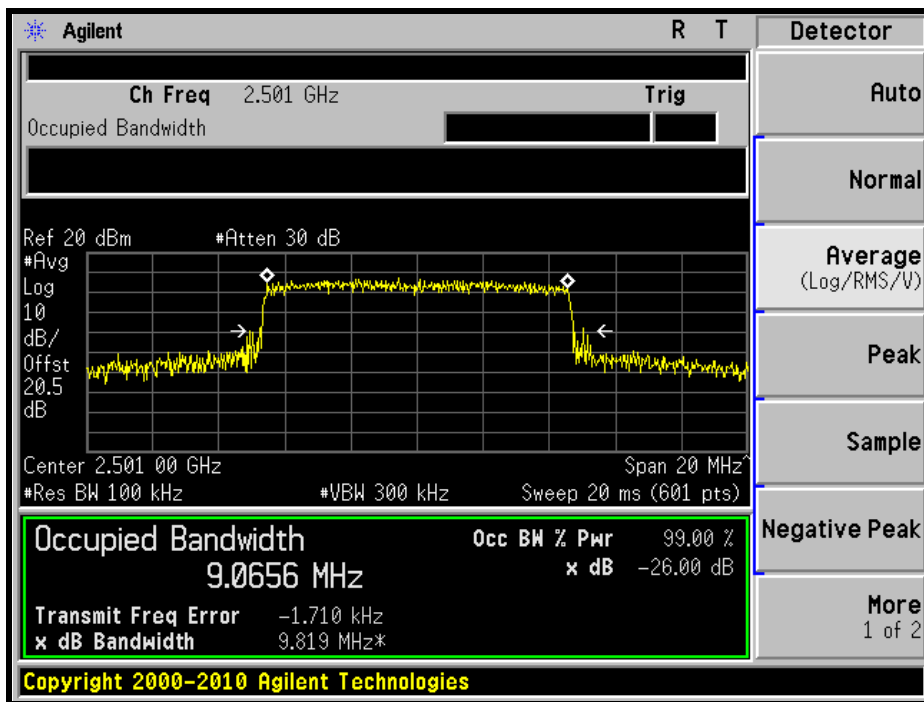 Agilent
R T
Detector
Ch Freq 2.501 GHz
Trig
Occupied Bandwidth
Auto
Normal
Average
(Log/RMS/V)
Peak
Sample
Negative Peak
More
1 of 2
Ref 20 dBm
#Atten 30 dB
#Avg
Log
10
dB/
Offst
20.5
dB
Center 2.501 00 GHz
Span 20 MHz^
#Res BW 100 kHz
#VBW 300 kHz
Sweep 20 ms (601 pts)
Occupied Bandwidth
9.0656 MHz
Occ BW % Pwr 99.00 %
x dB -26.00 dB
Transmit Freq Error -1.710 kHz
x dB Bandwidth 9.819 MHz*
Copyright 2000-2010 Agilent Technologies